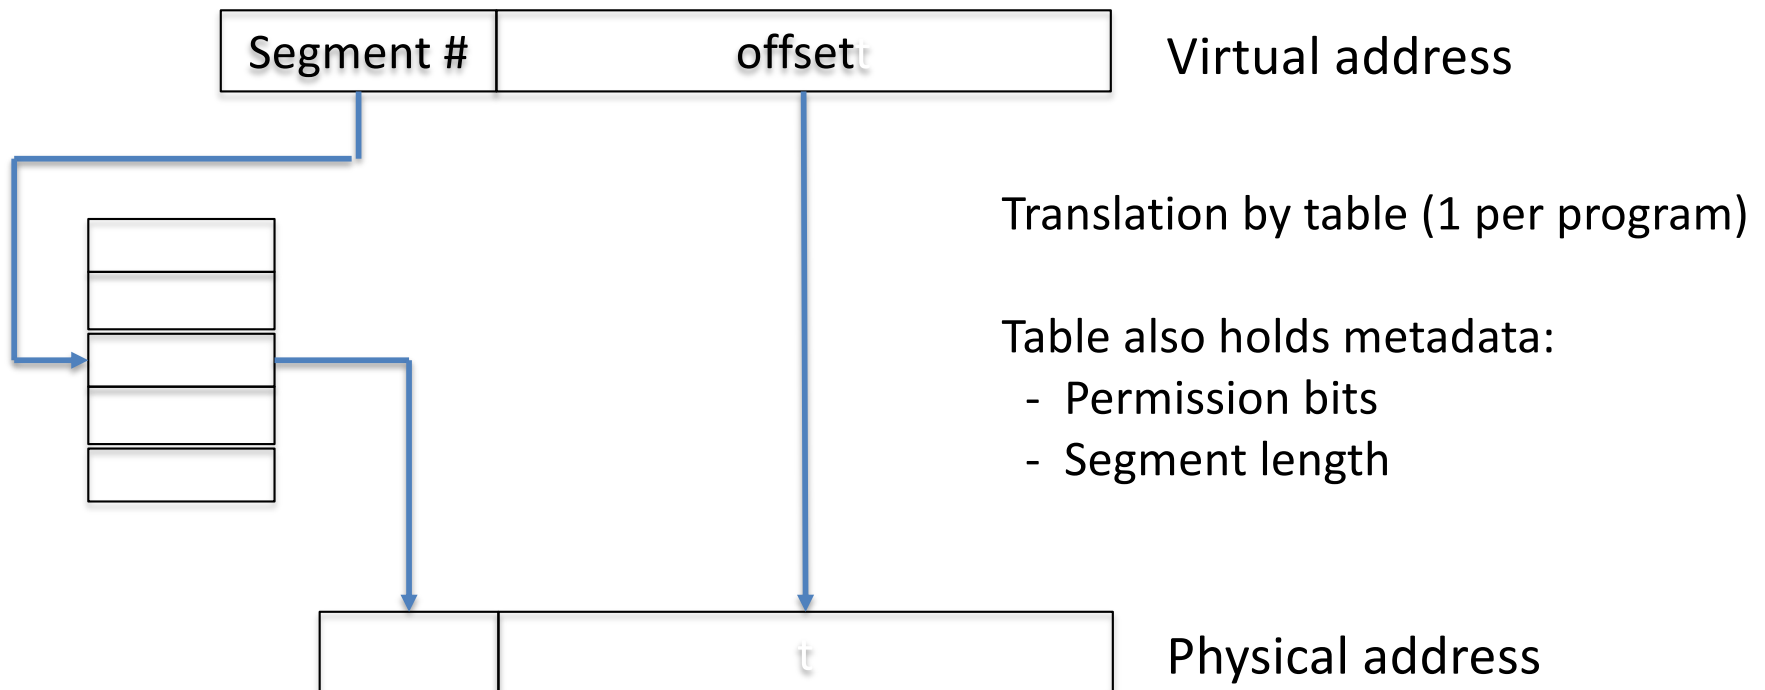 Segment #
offsett
Virtual address
Translation by table (1 per program)
Table also holds metadata:
- Permission bits
- Segment length
t
Physical address